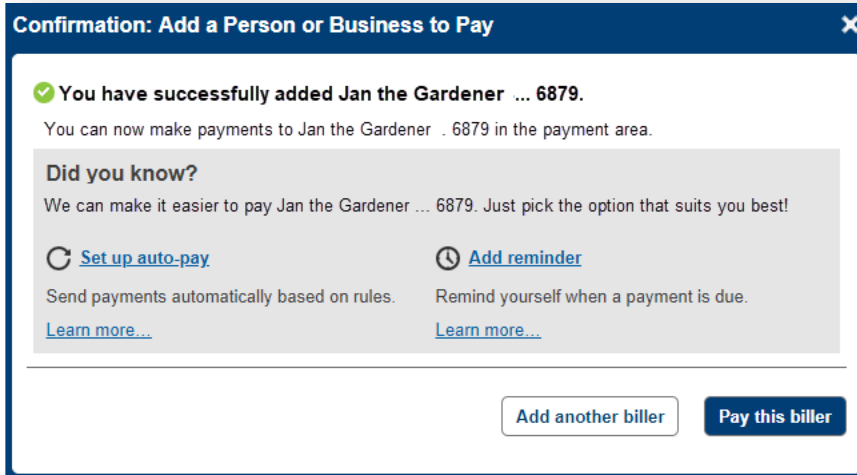 Confirmation: Add a Person or Business to Pay
You have successfully added Jan the Gardener ... 6879.
You can now make payments to Jan the Gardener . 6879 in the payment area.
Did you know?
We can make it easier to pay Jan the Gardener ... 6879. Just pick the option that suits you best!
Set up auto-pay
Add reminder
Send payments automatically based on rules.
Remind yourself when a payment is due.
Learn more...
Learn more...
Add another biller
Pay this biller